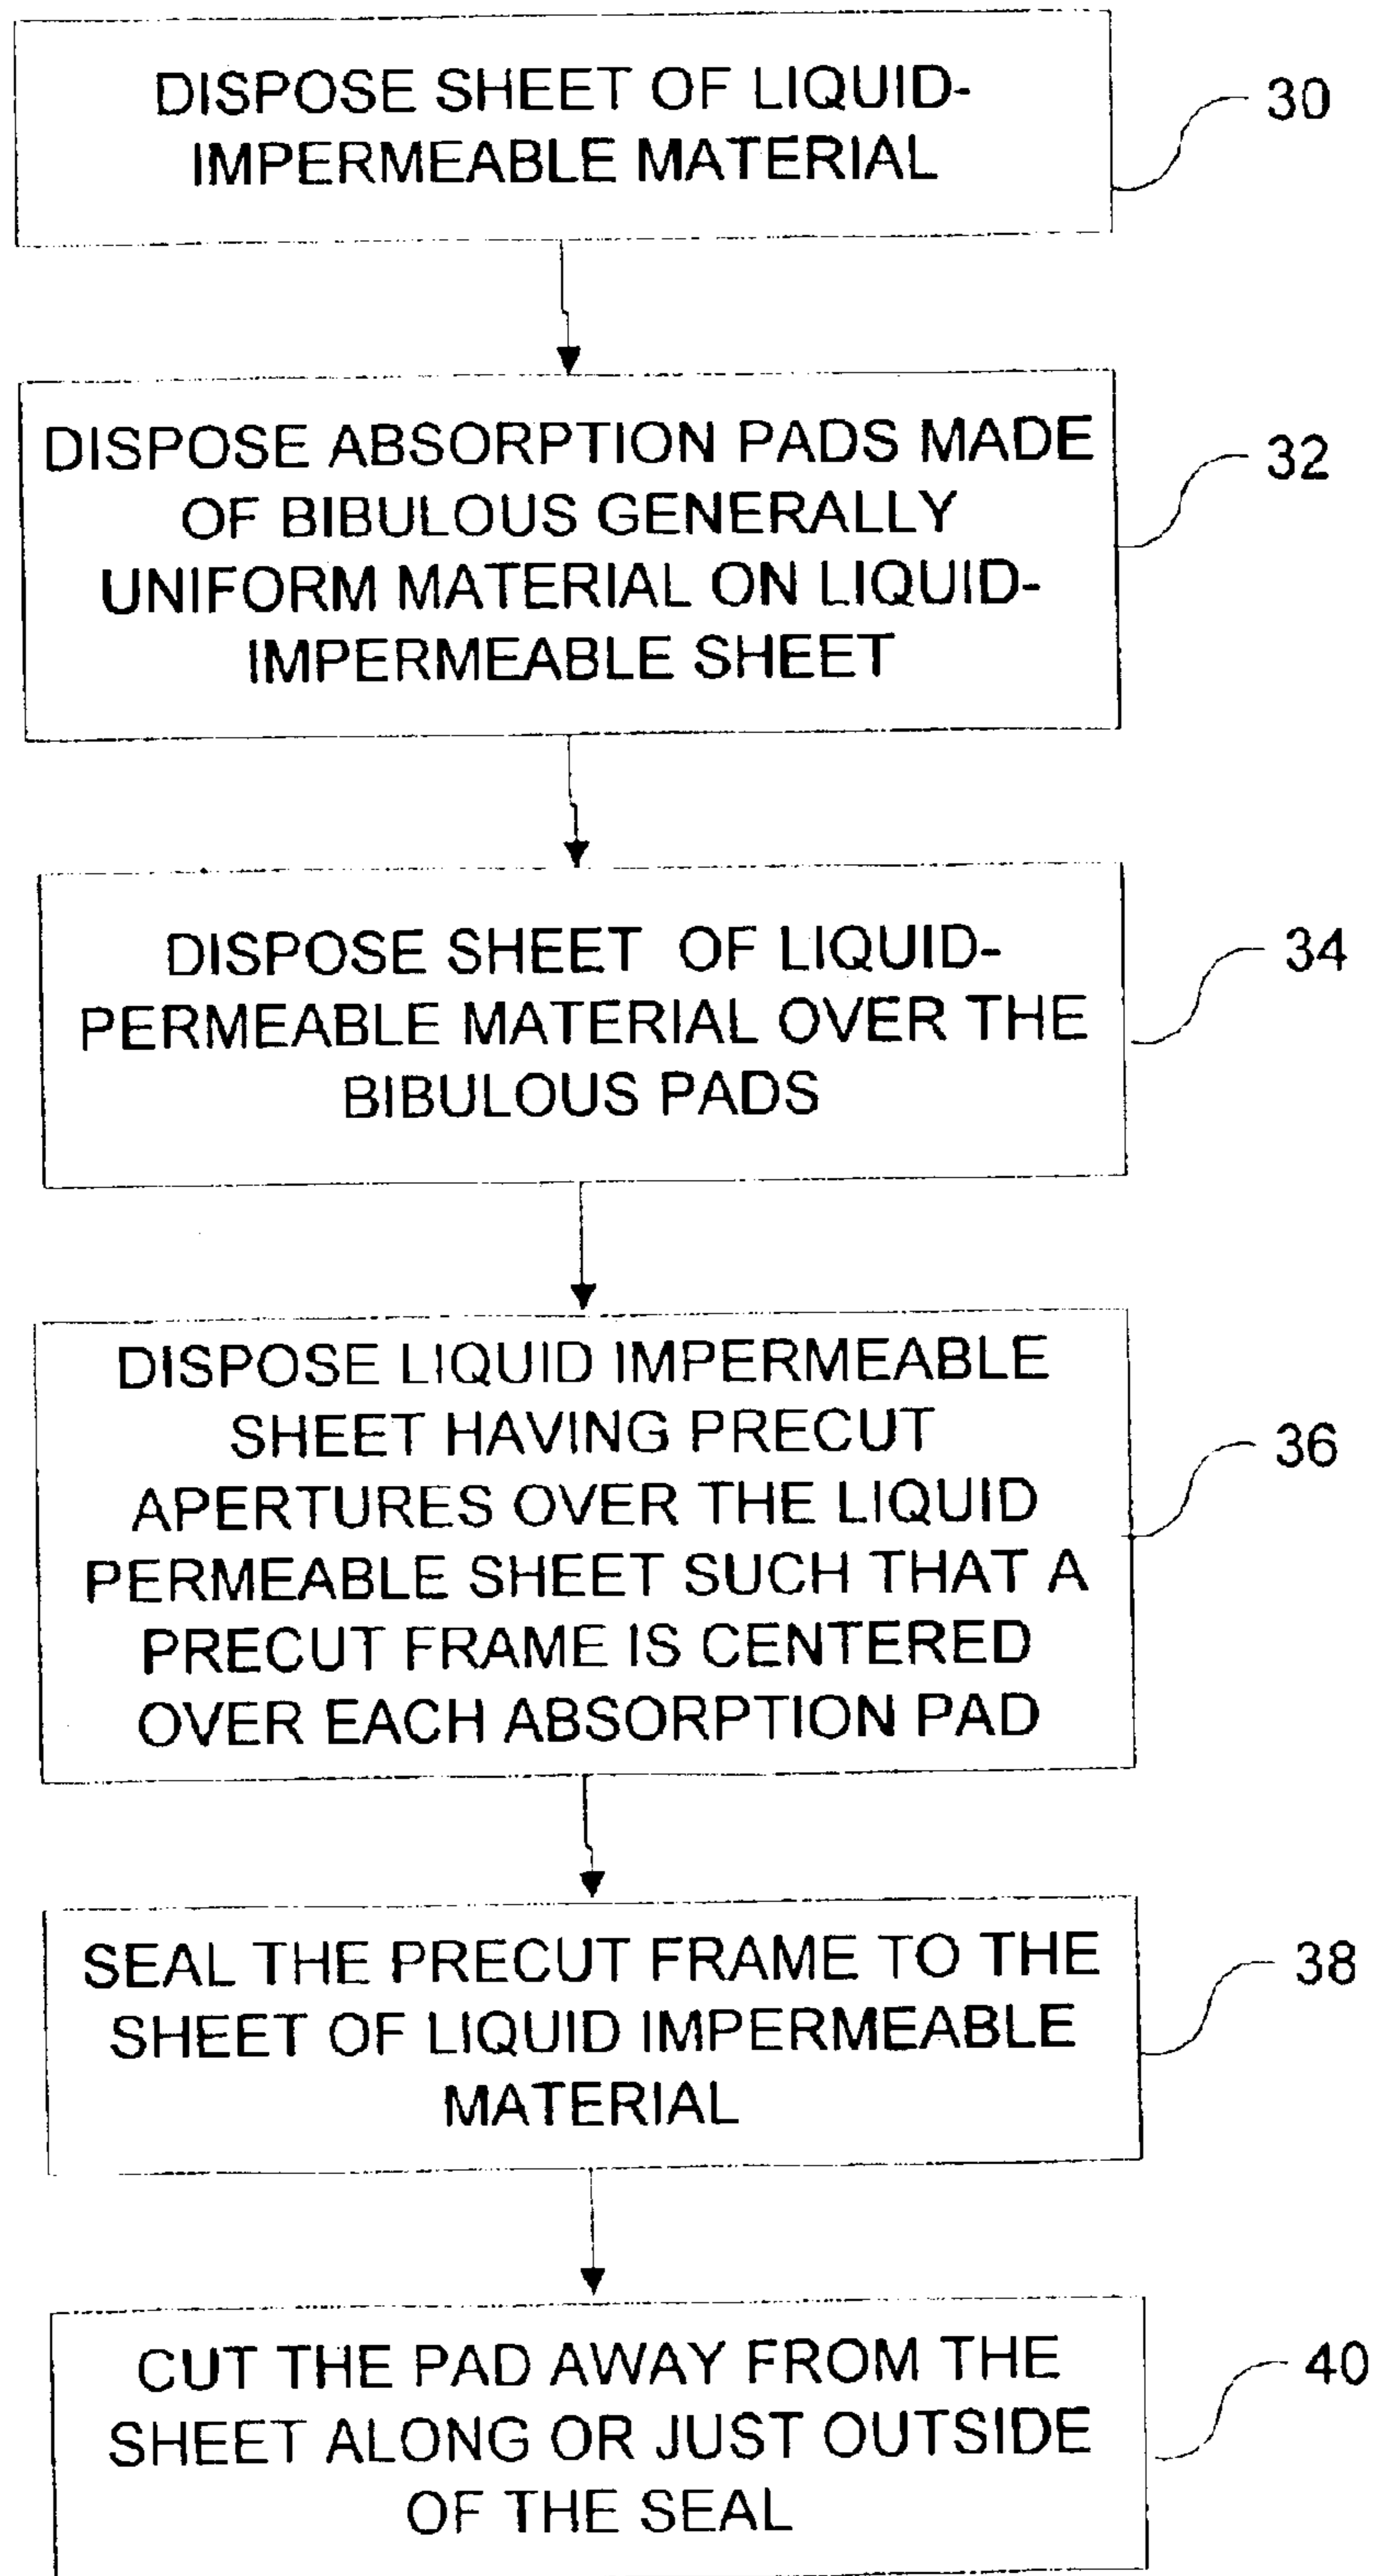 DISPOSE SHEET OF LIQUID-
IMPERMEABLE MATERIAL
30
DISPOSE ABSORPTION PADS MADE
OF BIBULOUS GENERALLY
UNIFORM MATERIAL ON LIQUID-
IMPERMEABLE SHEET
32
DISPOSE SHEET OF LIQUID-
PERMEABLE MATERIAL OVER THE
BIBULOUS PADS
34
DISPOSE LIQUID IMPERMEABLE
SHEET HAVING PRECUT
APERTURES OVER THE LIQUID
PERMEABLE SHEET SUCH THAT A
PRECUT FRAME IS CENTERED
OVER EACH ABSORPTION PAD
36
SEAL THE PRECUT FRAME TO THE
SHEET OF LIQUID IMPERMEABLE
MATERIAL
38
CUT THE PAD AWAY FROM THE
SHEET ALONG OR JUST OUTSIDE
OF THE SEAL
40